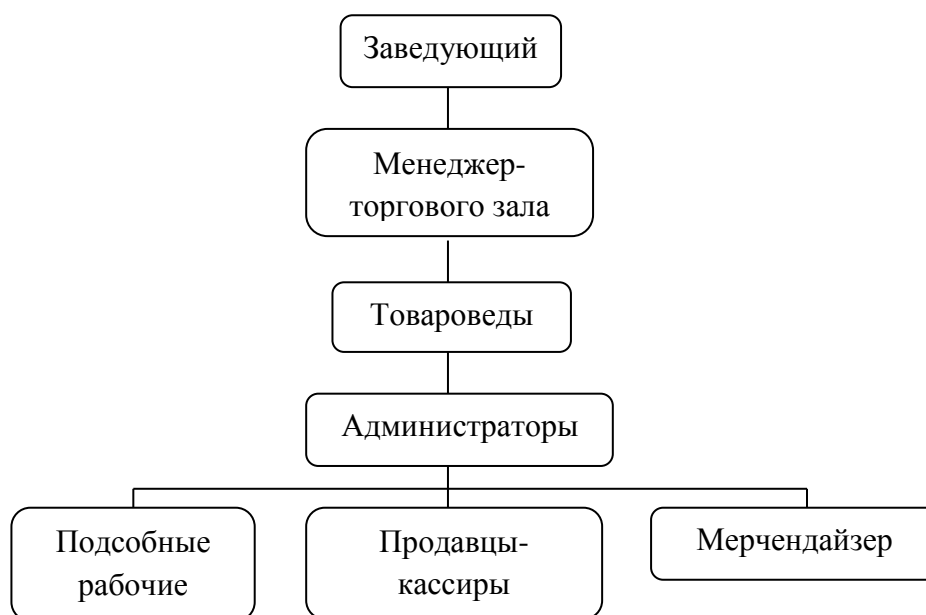 Заведующий
Менеджер-
торгового зала
Товароведы
Администраторы
Подсобные
рабочие
Продавцы-
кассиры
Мерчендайзер